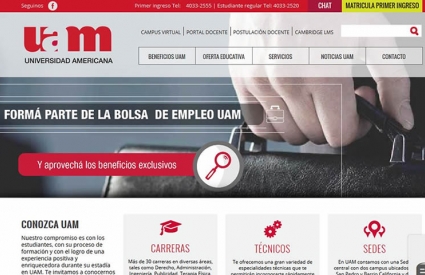 Seguinos
Primer ingreso Tel: 4033-2555 | Estudiante regular Tel: 4033-2520
CHAT
MATRICULA PRIMER INGRESO
uam
UNIVERSIDAD AMERICANA
CAMPUS VIRTUAL | PORTAL DOCENTE | POSTULACIÓN DOCENTE | CAMBRIDGE LMS
BENEFICIOS UAM
OFERTA EDUCATIVA
SERVICIOS
NOTICIAS UAM
CONTACTO
FORMÁ PARTE DE LA BOLSA DE EMPLEO UAM
Y aprovechá los beneficios exclusivos
CONOZCA UAM
Nuestro compromiso es con los
estudiantes, con su proceso de
formación y con el logro de una
experiencia positiva y
enriquecedora durante su estadía
en UAM. Te invitamos a conocernos
CARRERAS
Más de 30 carreras en diversas áreas,
tales como Derecho, Administración,
Ingeniería, Publicidad, Terapia Física,
TÉCNICOS
Te ofrecemos una gran variedad de
especialidades técnicas que te
permitirán incorporarte rápidamente
SEDES
En UAM contamos con una Sede
central con dos campus ubicados
San Pedro y Barrio California y d